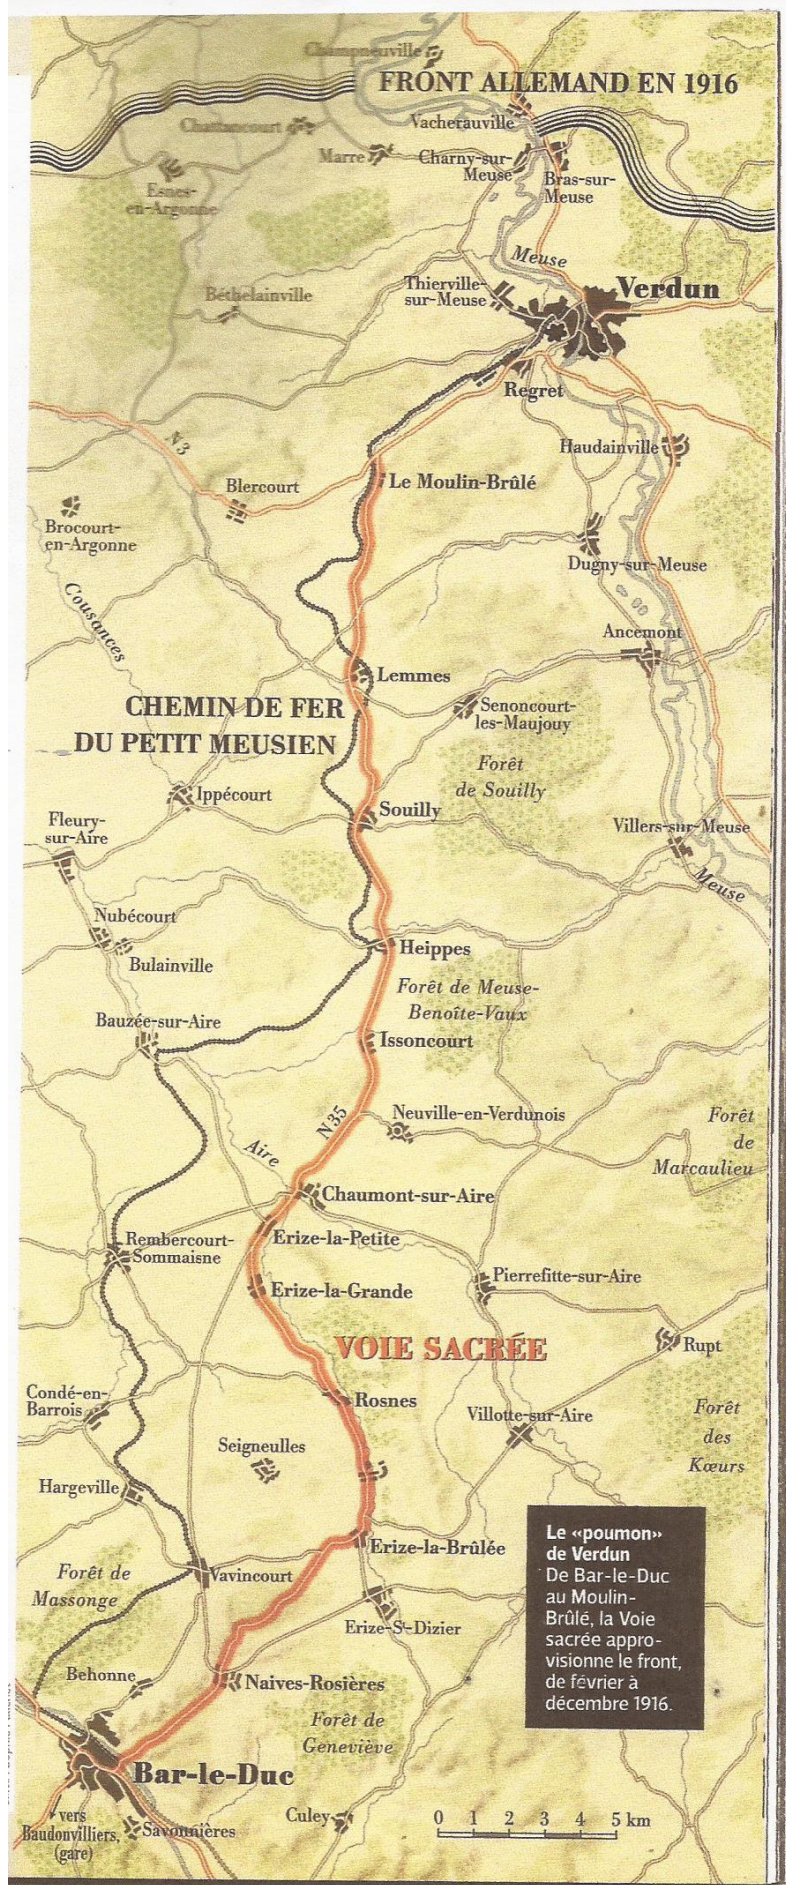 Champneuville
FRONT ALLEMAND EN 1916
Vacherauville
Chattancourt
Marre
Charny-sur-
Meuse
Bras-sur-
Meuse
Esnes-
en-Argonne
Meuse
Béthelainville
Thierville-
sur-Meuse
Verdun
Regret
N3
Haudainville
Blercourt
Le Moulin-Brûlé
Brocourt-
en-Argonne
Dugny-sur-Meuse
Cousances
Ancemont
Lemmes
CHEMIN DE FER
DU PETIT MEUSIEN
Senoncourt-
les-Maujouy
Forêt
de Souilly
Ippécourt
Souilly
Fleury-
sur-Aire
Villers-sur-Meuse
Meuse
Nubécourt
Bulainville
Heippes
Forêt de Meuse-
Benoîte-Vaux
Bauzée-sur-Aire
Issoncourt
N35
Neuville-en-Verdunois
Forêt
de
Marcaulieu
Aire
Chaumont-sur-Aire
Rembercourt-
Sommaisne
Erize-la-Petite
Erize-la-Grande
Pierrefitte-sur-Aire
VOIE SACRÉE
Rupt
Condé-en-
Barrois
Rosnes
Villotte-sur-Aire
Forêt
des
Kœurs
Seigneulles
Hargeville
Erize-la-Brûlée
Le «poumon»
de Verdun
De Bar-le-Duc
au Moulin-
Brûlé, la Voie
sacrée appro-
visionne le front,
de février à
décembre 1916.
Forêt de
Massonge
Vavincourt
Erize-St-Dizier
Behonne
Naives-Rosières
Forêt de
Geneviève
Bar-le-Duc
vers
Baudonvilliers,
(gare)
Savonnières
Culey
0 1 2 3 4 5 km